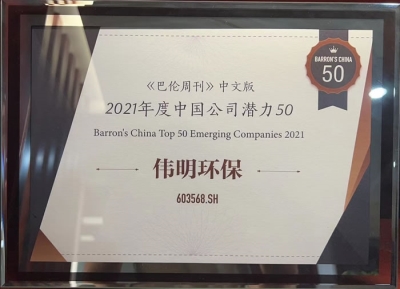 BARRON'S CHINA
50
《巴伦周刊》中文版
2021年度中国公司潜力50
Barron's China Top 50 Emerging Companies 2021
伟明环保
603568.SH